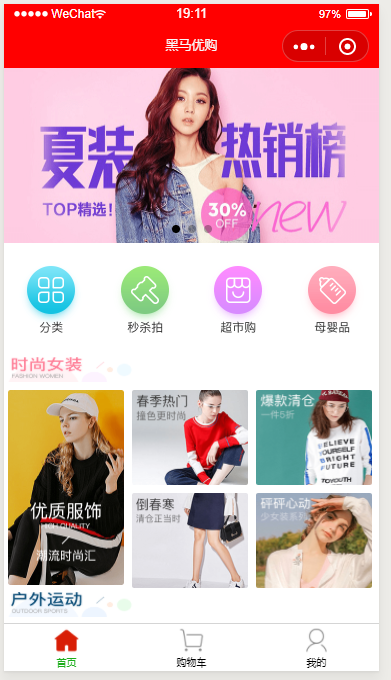 WeChat 19:11 97%
黑马优购
夏装 热销榜
TOP精选!
30%
OFF
new
分类 秒杀拍 超市购 母婴品
时尚女装
FASHION WOMEN
优质服饰
HIGH QUALITY
潮流时尚汇
春季热门
撞色更时尚
爆款清仓
一件5折
BELIEVE
YOURSELF
BRIGHT
FUTURE
TOYOUTH
倒春寒
清仓正当时
砰砰心动
少女装系列
户外运动
OUTDOOR SPORTS
首页 购物车 我的